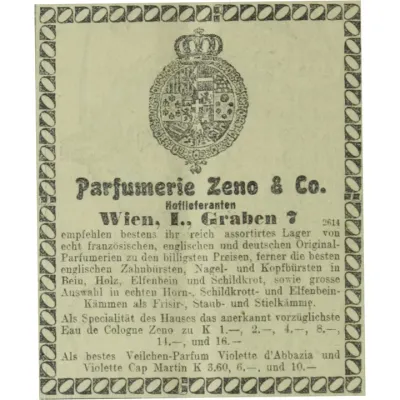 Parfumerie Zeno & Co.
Hoflieferanten
Wien, I., Graben 7
2614
empfehlen bestens ihr reich assortirtes Lager von
echt französischen, englischen und deutschen Original-
Parfumerien zu den billigsten Preisen, ferner die besten
englischen Zahnbürsten, Nagel- und Kopfbürsten in
Bein, Holz, Elfenbein und Schildkrot, sowie grosse
Auswahl in echten Horn-, Schildkrott- und Elfenbein-
Kämmen als Frisir-, Staub- und Stielkämme.
Als Specialität des Hauses das anerkannt vorzüglichste
Eau de Cologne Zeno zu K 1.—, 2.—, 4.—, 8.—,
14.—, und 16.—
Als bestes Veilchen-Parfum Violette d'Abbazia und
Violette Cap Martin K 3.60, 6.—, und 10.—